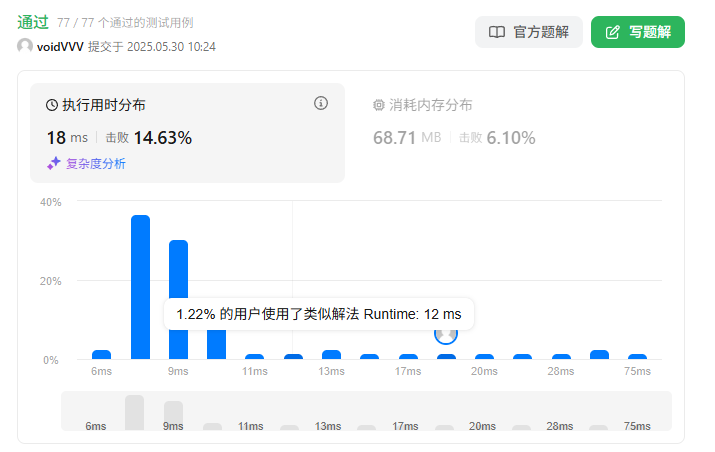 通过 77 / 77 个通过的测试用例
官方题解
写题解
voidVVV 提交于 2025.05.30 10:24
执行用时分布
消耗内存分布
18 ms 击败 14.63%
68.71 MB 击败 6.10%
复杂度分析
40%
20%
1.22% 的用户使用了类似解法 Runtime: 12 ms
0%
6ms 9ms 11ms 13ms 17ms 20ms 28ms 75ms
6ms 9ms 11ms 13ms 17ms 20ms 28ms 75ms